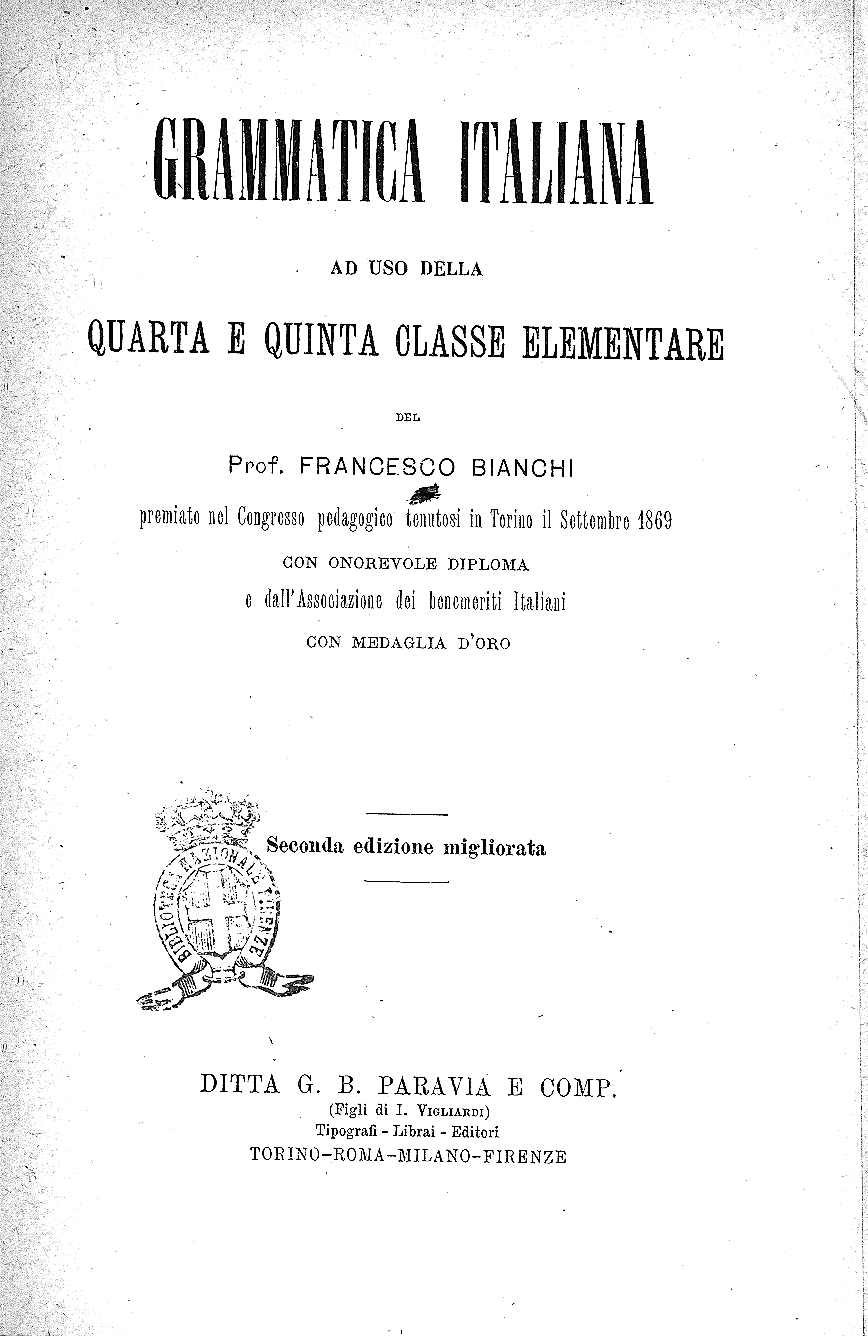 GRAMMATICA ITALIANA
AD USO DELLA
QUARTA E QUINTA CLASSE ELEMENTARE
DEL
Prof. FRANCESCO BIANCHI
premiato nel Congresso pedagogico tenutosi in Torino il Settembre 1869
CON ONOREVOLE DIPLOMA
e dall'Associazione dei benemeriti Italiani
CON MEDAGLIA D'ORO
Seconda edizione migliorata
BIBLIOTECA NAZIONALE FIRENZE
DITTA G. B. PARAVIA E COMP.
(Figli di I. VIGLIARDI)
Tipografi - Librai - Editori
TORINO-ROMA-MILANO-FIRENZE